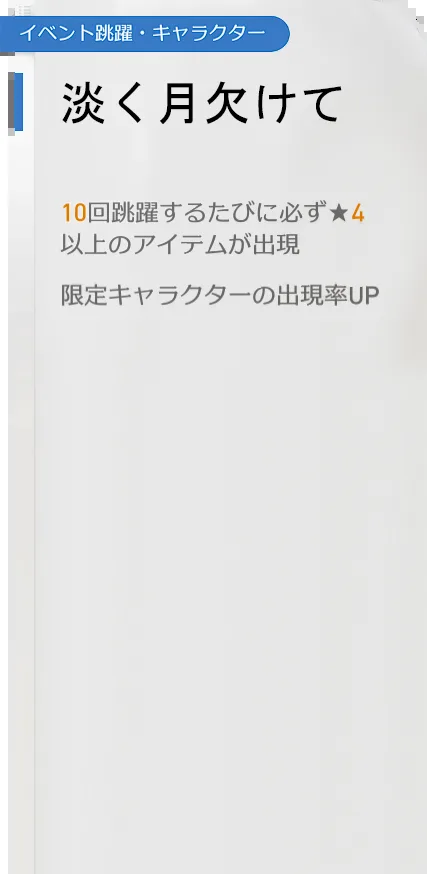 イベント跳躍・キャラクター
淡く月欠けて
10回跳躍するたびに必ず★4
以上のアイテムが出現
限定キャラクターの出現率UP